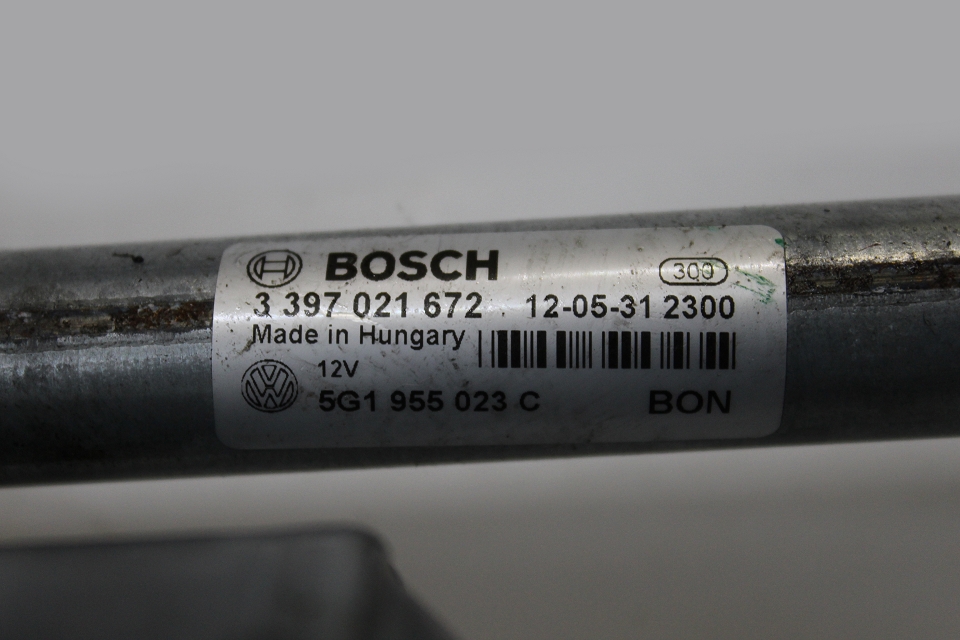 BOSCH 300
3 397 021 672 12-05-31 2300
Made in Hungary
12V
5G1 955 023 C BON